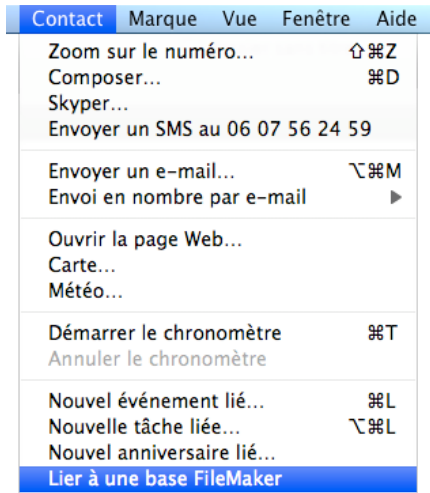 Contact Marque Vue Fenêtre Aide
Zoom sur le numéro... ⇧⌘Z
Composer... ⌘D
Skyper...
Envoyer un SMS au 06 07 56 24 59
Envoyer un e-mail... ⌥⌘M
Envoi en nombre par e-mail ▶
Ouvrir la page Web...
Carte...
Météo...
Démarrer le chronomètre ⌘T
Annuler le chronomètre
Nouvel événement lié... ⌘L
Nouvelle tâche liée... ⌥⌘L
Nouvel anniversaire lié...
Lier à une base FileMaker